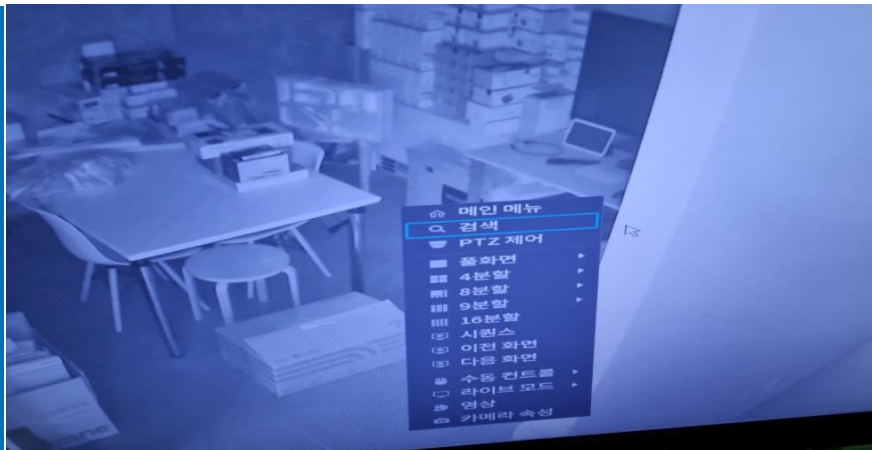 메인 메뉴
검색
PTZ 제어
풀화면
4분할
8분할
9분할
16분할
시퀀스
이전 화면
다음 화면
수동 컨트롤
라이브 모드
영상
카메라 속성